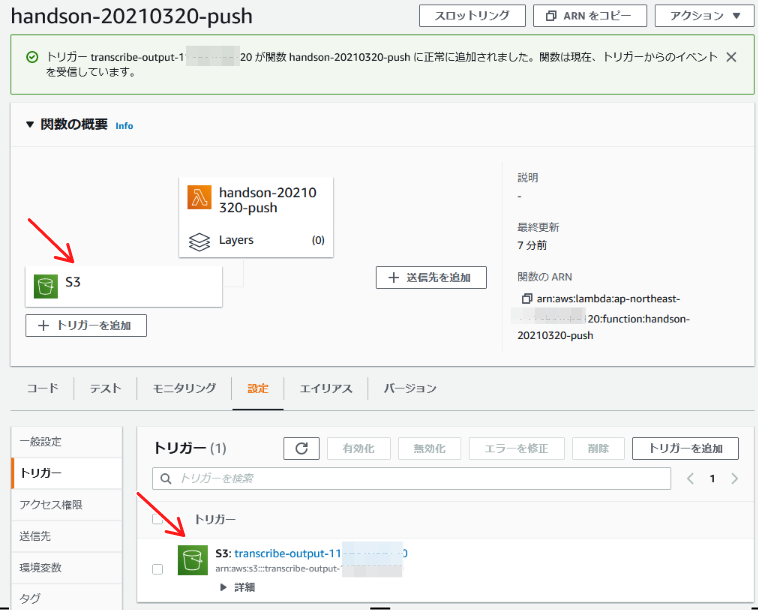 handson-20210320-push
スロットリング
ARN をコピー
アクション
トリガー transcribe-output-1 20 が関数 handson-20210320-push に正常に追加されました。関数は現在、トリガーからのイベント
を受信しています。
関数の概要 Info
handson-20210
320-push
Layers (0)
S3
トリガーを追加
送信先を追加
説明
-
最終更新
7 分前
関数の ARN
arn:aws:lambda:ap-northeast-
20:function:handson-
20210320-push
コード テスト モニタリング 設定 エイリアス バージョン
一般設定
トリガー
アクセス権限
送信先
環境変数
タグ
トリガー (1)
有効化
無効化
エラーを修正
削除
トリガーを追加
トリガーを検索
1
トリガー
S3: transcribe-output-11 0
arn:aws:s3:::transcribe-output-
詳細